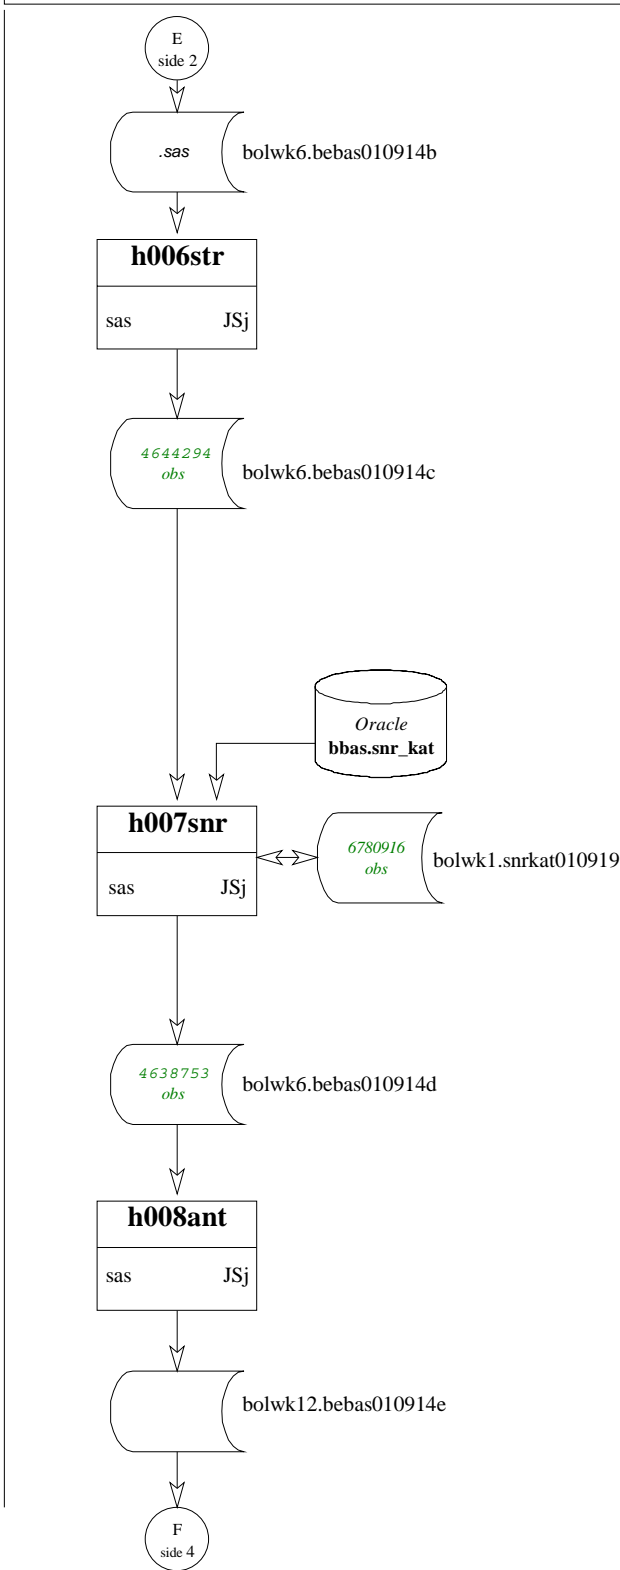 E
side 2
.sas
bolwk6.bebas010914b
h006str
sas JSj
4644294
obs
bolwk6.bebas010914c
Oracle
bbas.snr_kat
h007snr
sas JSj
6780916
obs
bolwk1.snrkat010919
4638753
obs
bolwk6.bebas010914d
h008ant
sas JSj
bolwk12.bebas010914e
F
side 4